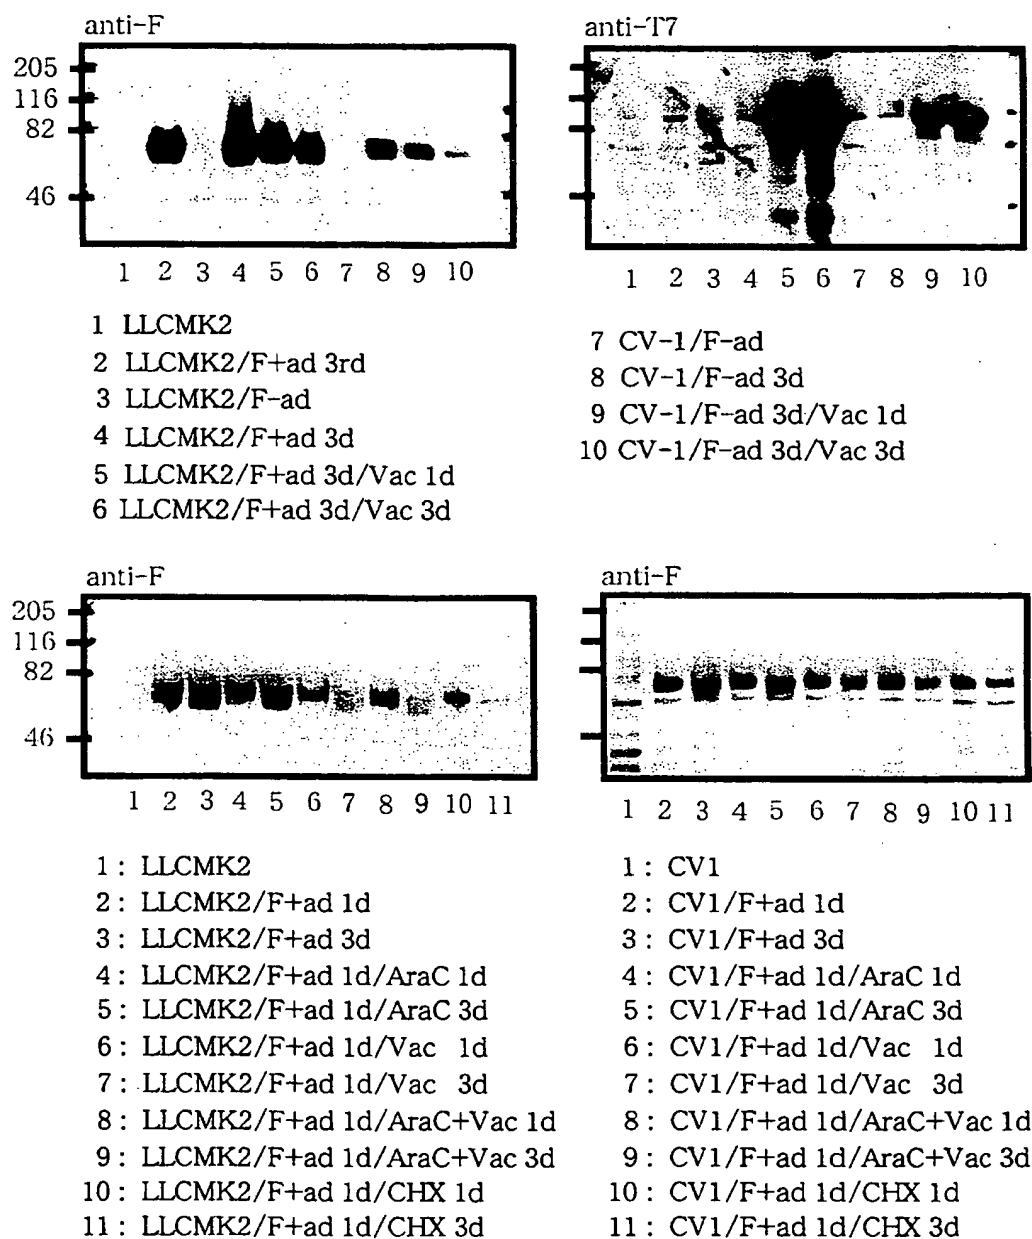 anti-F
205
116
82
46
1 2 3 4 5 6 7 8 9 10
1 LLCMK2
2 LLCMK2/F+ad 3rd
3 LLCMK2/F-ad
4 LLCMK2/F+ad 3d
5 LLCMK2/F+ad 3d/Vac 1d
6 LLCMK2/F+ad 3d/Vac 3d
anti-T7
1 2 3 4 5 6 7 8 9 10
7 CV-1/F-ad
8 CV-1/F-ad 3d
9 CV-1/F-ad 3d/Vac 1d
10 CV-1/F-ad 3d/Vac 3d
anti-F
205
116
82
46
1 2 3 4 5 6 7 8 9 10 11
1 : LLCMK2
2 : LLCMK2/F+ad 1d
3 : LLCMK2/F+ad 3d
4 : LLCMK2/F+ad 1d/AraC 1d
5 : LLCMK2/F+ad 1d/AraC 3d
6 : LLCMK2/F+ad 1d/Vac 1d
7 : LLCMK2/F+ad 1d/Vac 3d
8 : LLCMK2/F+ad 1d/AraC+Vac 1d
9 : LLCMK2/F+ad 1d/AraC+Vac 3d
10 : LLCMK2/F+ad 1d/CHX 1d
11 : LLCMK2/F+ad 1d/CHX 3d
anti-F
1 2 3 4 5 6 7 8 9 10 11
1 : CV1
2 : CV1/F+ad 1d
3 : CV1/F+ad 3d
4 : CV1/F+ad 1d/AraC 1d
5 : CV1/F+ad 1d/AraC 3d
6 : CV1/F+ad 1d/Vac 1d
7 : CV1/F+ad 1d/Vac 3d
8 : CV1/F+ad 1d/AraC+Vac 1d
9 : CV1/F+ad 1d/AraC+Vac 3d
10 : CV1/F+ad 1d/CHX 1d
11 : CV1/F+ad 1d/CHX 3d